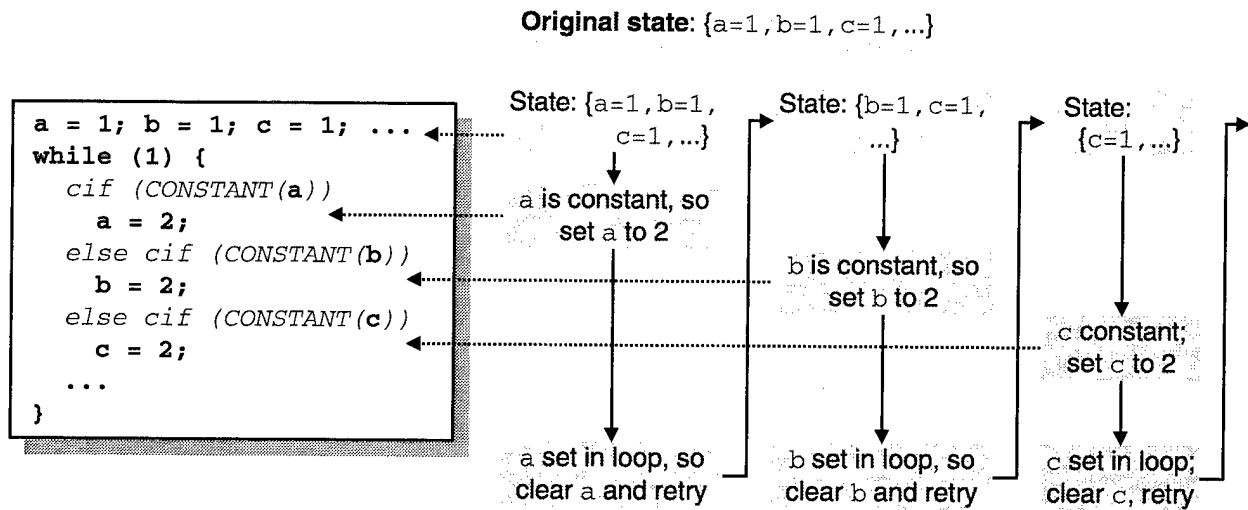 Original state: {a=1,b=1,c=1,...}
a = 1; b = 1; c = 1; ...
while (1) {
cif (CONSTANT(a))
a = 2;
else cif (CONSTANT(b))
b = 2;
else cif (CONSTANT(c))
c = 2;
...
}
State: {a=1,b=1,
c=1,...}
a is constant, so
set a to 2
a set in loop, so
clear a and retry
State: {b=1,c=1,
...}
b is constant, so
set b to 2
b set in loop, so
clear b and retry
State:
{c=1,...}
c constant;
set c to 2
c set in loop;
clear c, retry